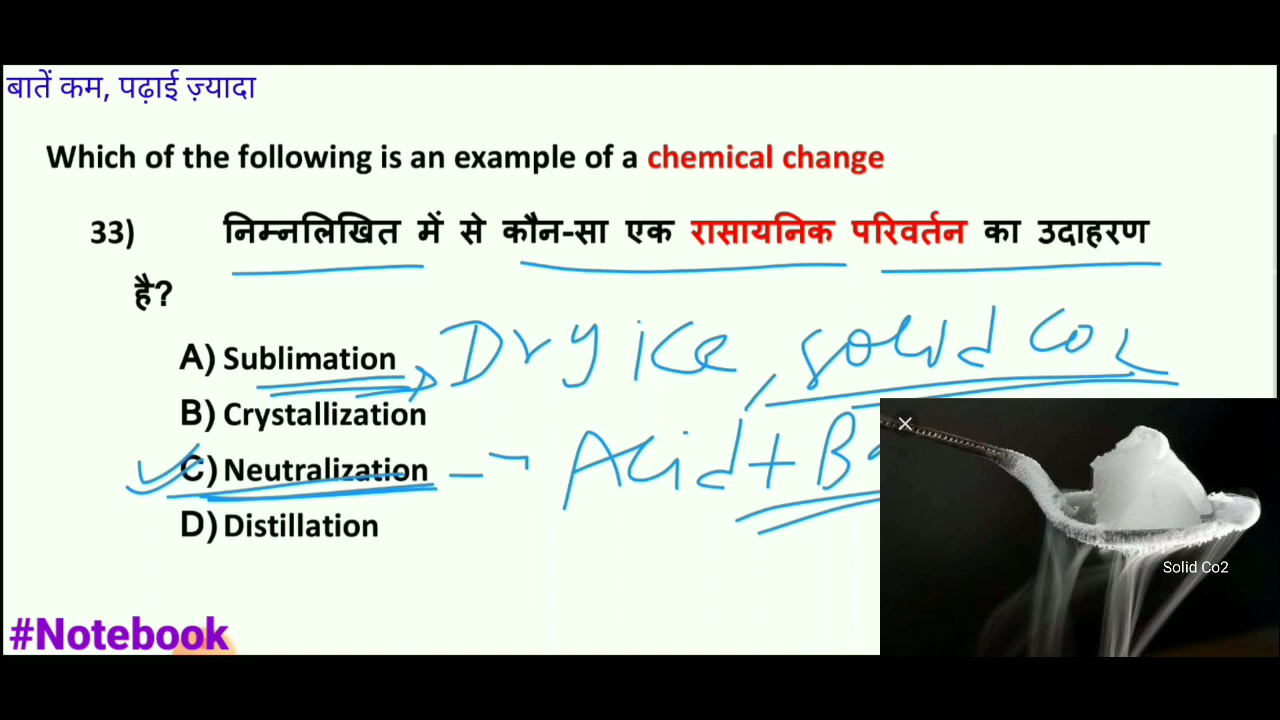 बातें कम, पढ़ाई ज़्यादा
Which of the following is an example of a chemical change
33) निम्नलिखित में से कौन-सा एक रासायनिक परिवर्तन का उदाहरण
है?
A) Sublimation → Dry ice, solid Co2
B) Crystallization
C) Neutralization → Acid +
D) Distillation
Solid Co2
#Notebook